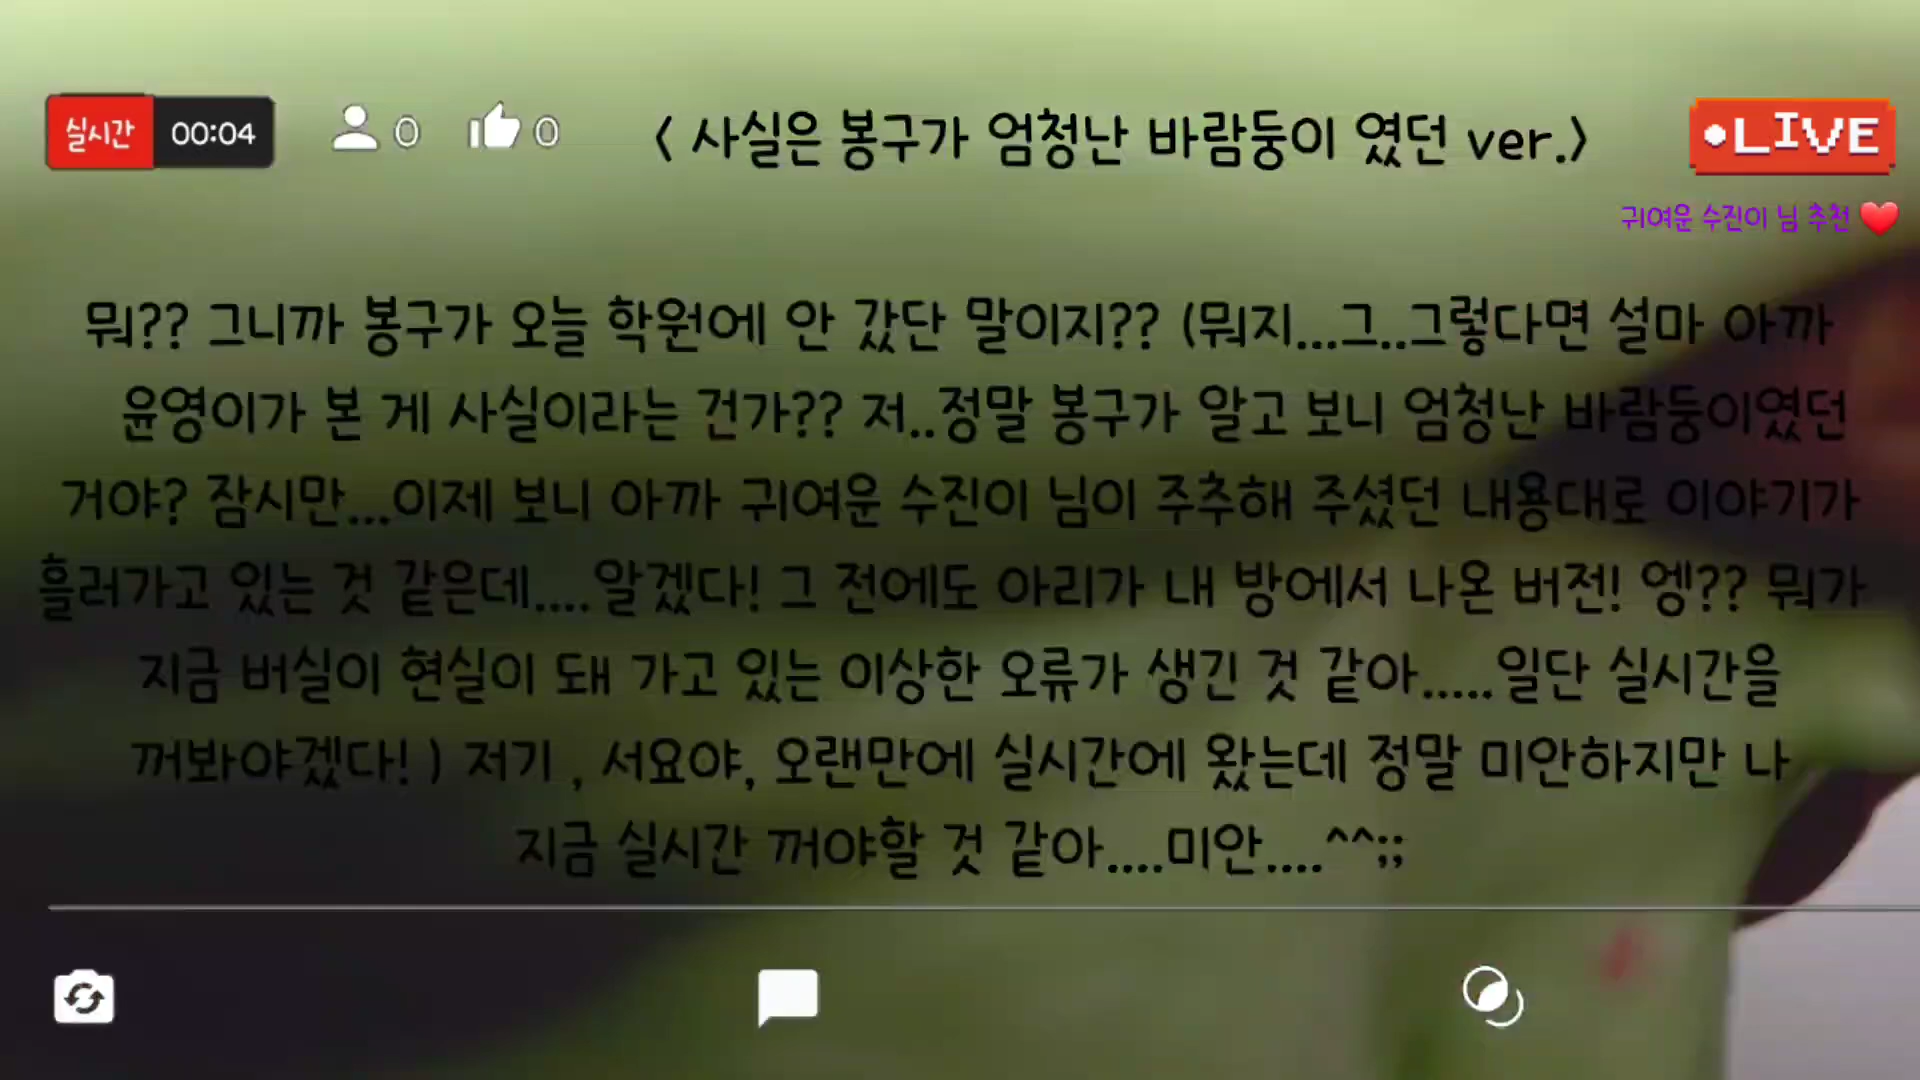 실시간 00:04 0 0 < 사실은 봉구가 엄청난 바람둥이 였던 ver.> •LIVE
귀여운 수진이 님 추천 ❤️
뭐?? 그니까 봉구가 오늘 학원에 안 갔단 말이지?? (뭐지...그..그렇다면 설마 아까
윤영이가 본 게 사실이라는 건가?? 저..정말 봉구가 알고 보니 엄청난 바람둥이였던
거야? 잠시만...이제 보니 아까 귀여운 수진이 님이 주추해 주셨던 내용대로 이야기가
흘러가고 있는 것 같은데....알겠다! 그 전에도 아리가 내 방에서 나온 버전! 엥?? 뭐가
지금 버실이 현실이 돼 가고 있는 이상한 오류가 생긴 것 같아.....일단 실시간을
꺼봐야겠다! ) 저기 , 서요야, 오랜만에 실시간에 왔는데 정말 미안하지만 나
지금 실시간 꺼야할 것 같아....미안....^^;;